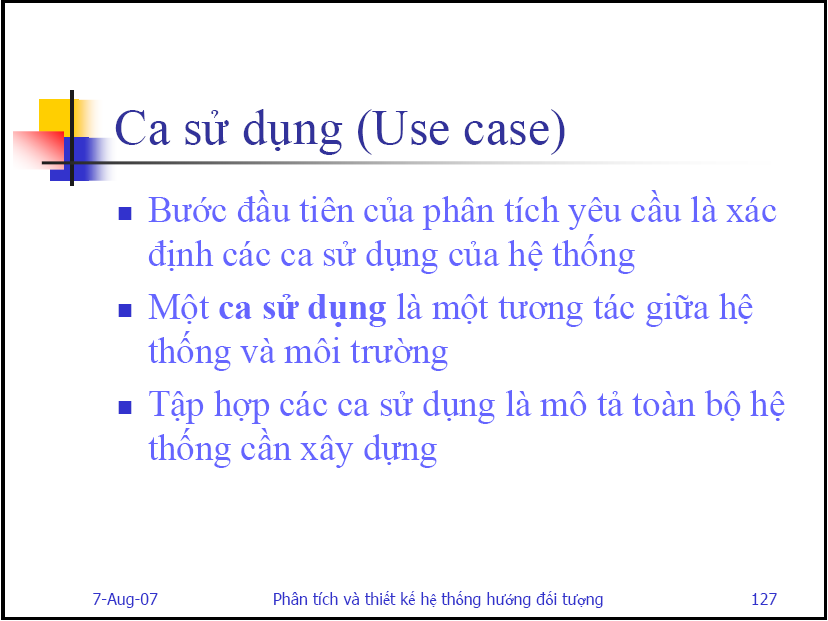 Ca sử dụng (Use case)
Bước đầu tiên của phân tích yêu cầu là xác
định các ca sử dụng của hệ thống
Một ca sử dụng là một tương tác giữa hệ
thống và môi trường
Tập hợp các ca sử dụng là mô tả toàn bộ hệ
thống cần xây dựng
7-Aug-07 Phân tích và thiết kế hệ thống hướng đối tượng 127